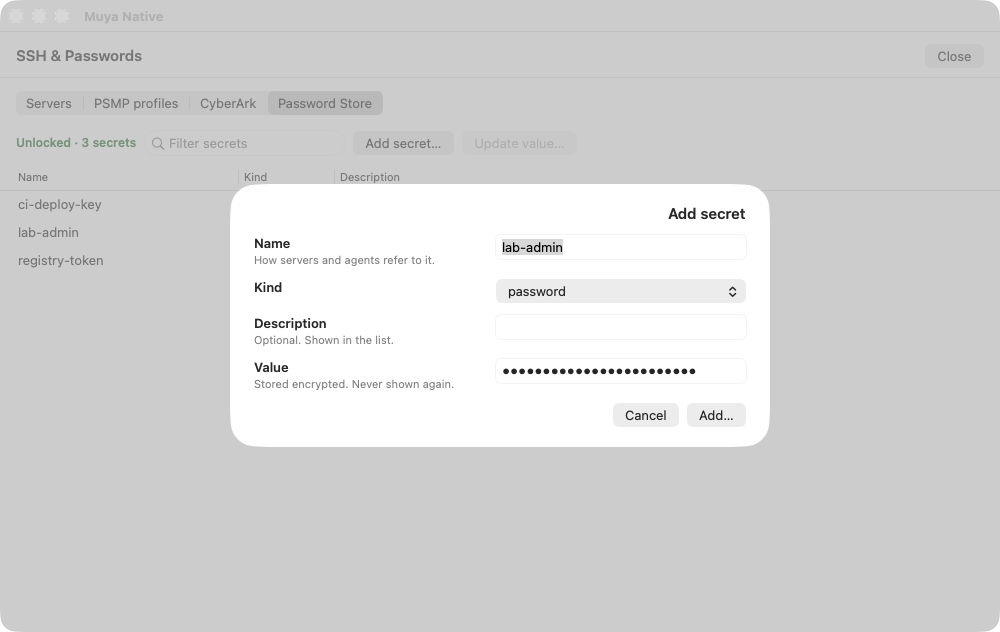 Muya Native
SSH & Passwords
Close
Servers
PSMP profiles
CyberArk
Password Store
Unlocked · 3 secrets
Filter secrets
Add secret...
Update value...
Name
Kind
Description
ci-deploy-key
lab-admin
registry-token
Add secret
Name
lab-admin
How servers and agents refer to it.
Kind
password
Description
Optional. Shown in the list.
Value
••••••••••••••••••••••••
Stored encrypted. Never shown again.
Cancel
Add...